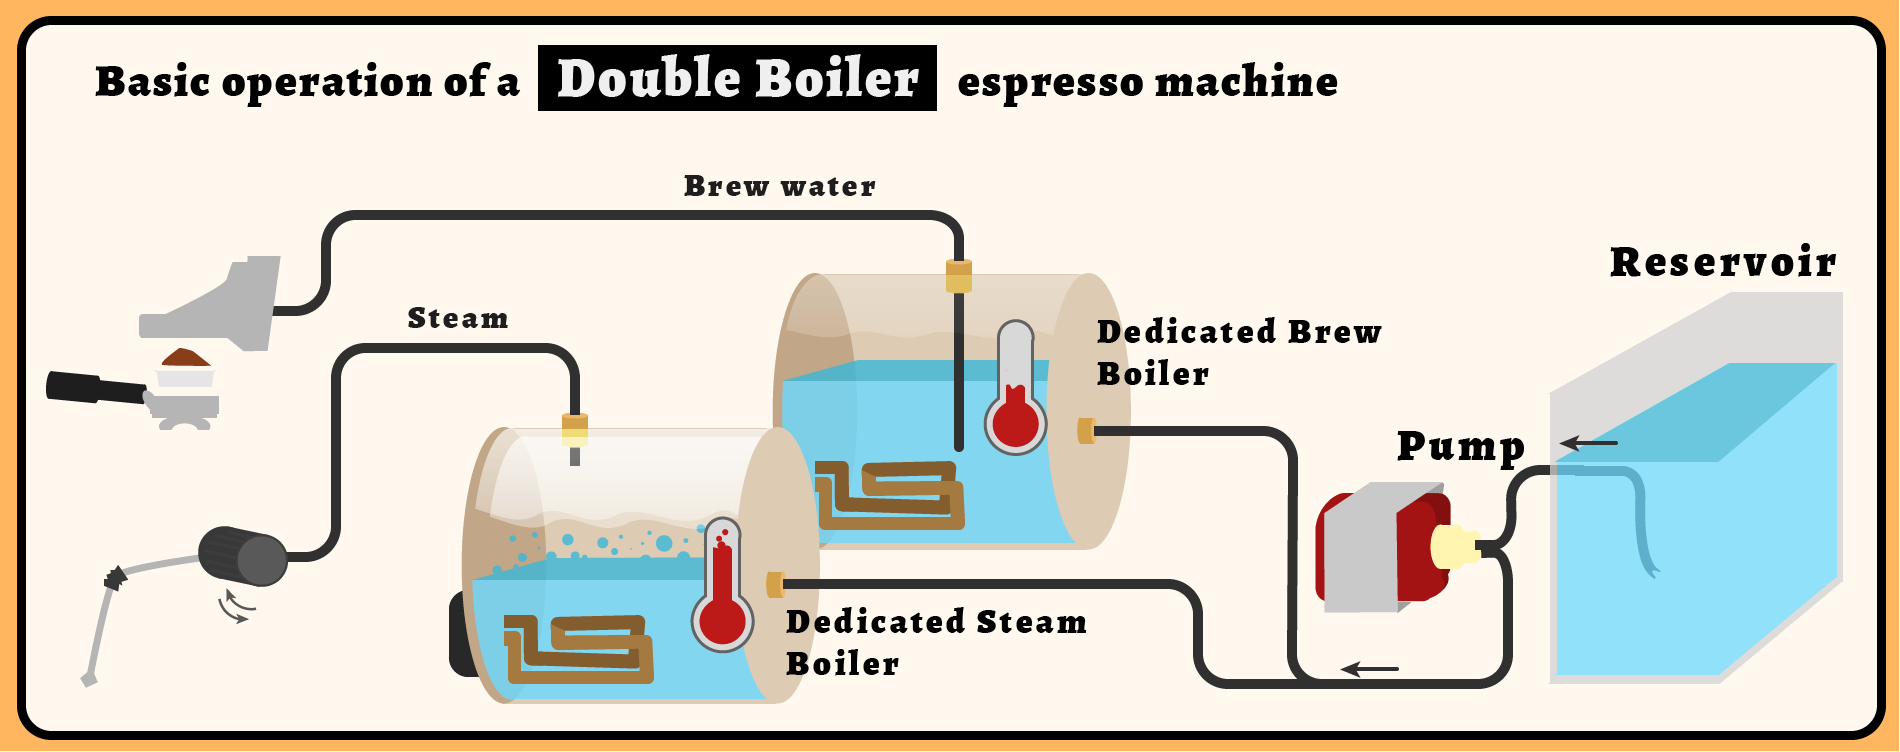 Basic operation of a Double Boiler espresso machine
Brew water
Steam
Reservoir
Dedicated Brew
Boiler
Pump
Dedicated Steam
Boiler